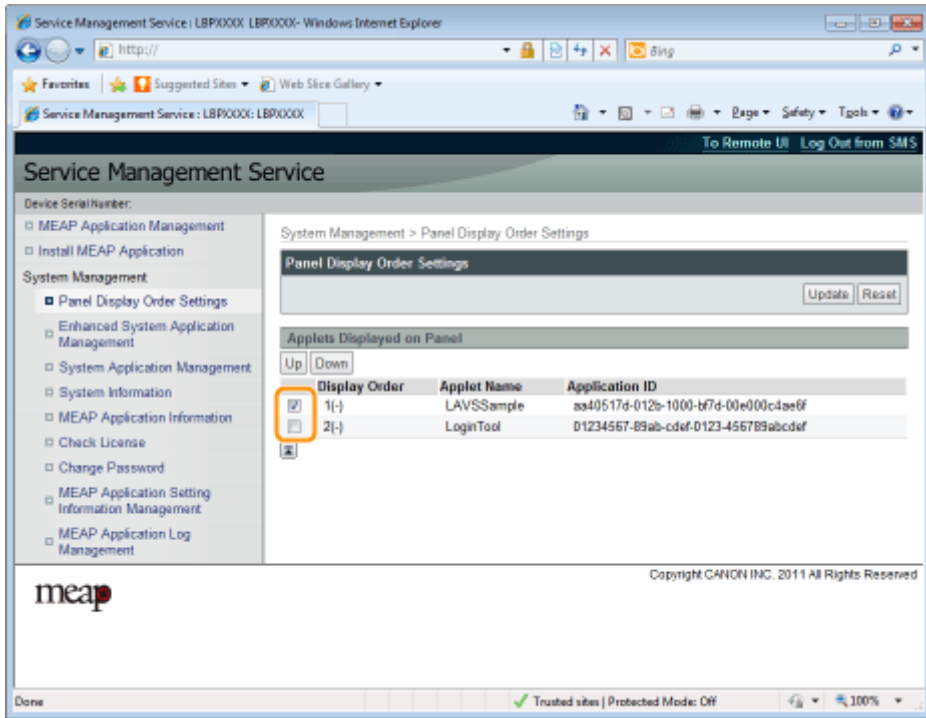 Service Management Service : LBPXXXX: LBPXXXX- Windows Internet Explorer
http://
Bing
Favorites Suggested Sites Web Slice Gallery
Service Management Service : LBPXXXX: LBPXXXX
Page Safety Tools
To Remote UI Log Out from SMS
Service Management Service
Device Serial Number:
MEAP Application Management
Install MEAP Application
System Management
Panel Display Order Settings
Enhanced System Application
Management
System Application Management
System Information
MEAP Application Information
Check License
Change Password
MEAP Application Setting
Information Management
MEAP Application Log
Management
System Management > Panel Display Order Settings
Panel Display Order Settings
Update Reset
Applets Displayed on Panel
Up Down
Display Order Applet Name Application ID
1(-) LAVSSample aa40517d-012b-1000-bf7d-00e000c4ae6f
2(-) LoginTool 01234567-89ab-cdef-0123-456789abcdef
Copyright CANON INC. 2011 All Rights Reserved
meap
Done Trusted sites | Protected Mode: Off 100%